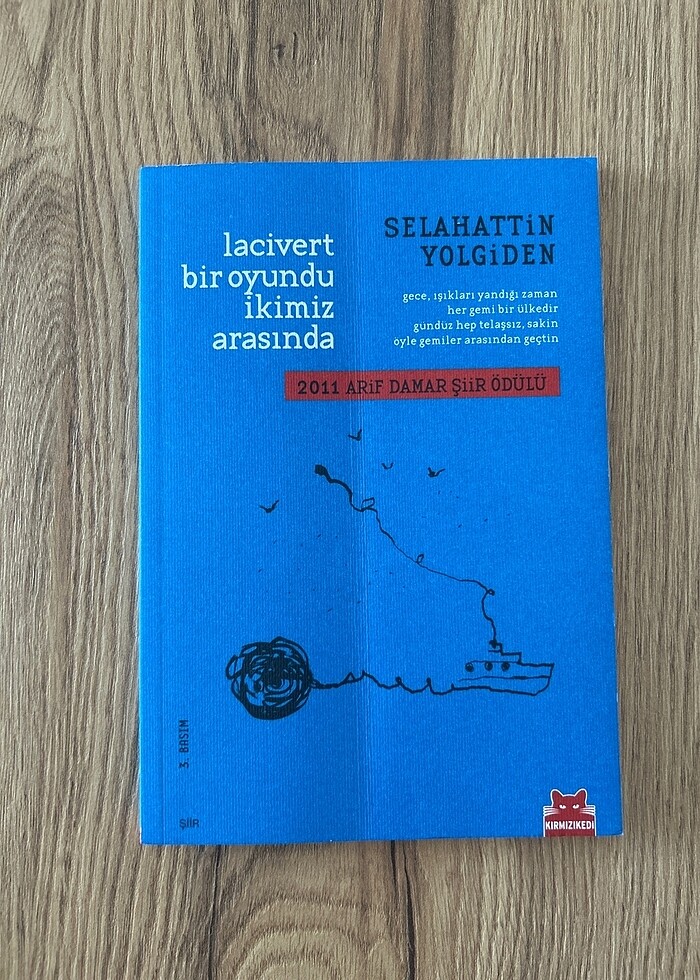 lacivert
bir oyundu
ikimiz
arasında
SELAHATTiN
YOLGiDEN
gece, ışıkları yandığı zaman
her gemi bir ülkedir
gündüz hep telaşsız, sakin
öyle gemiler arasından geçtin
2011 ARiF DAMAR ŞiiR ÖDÜLÜ
3. BASIM
ŞİİR
KIRMIZIKEDİ